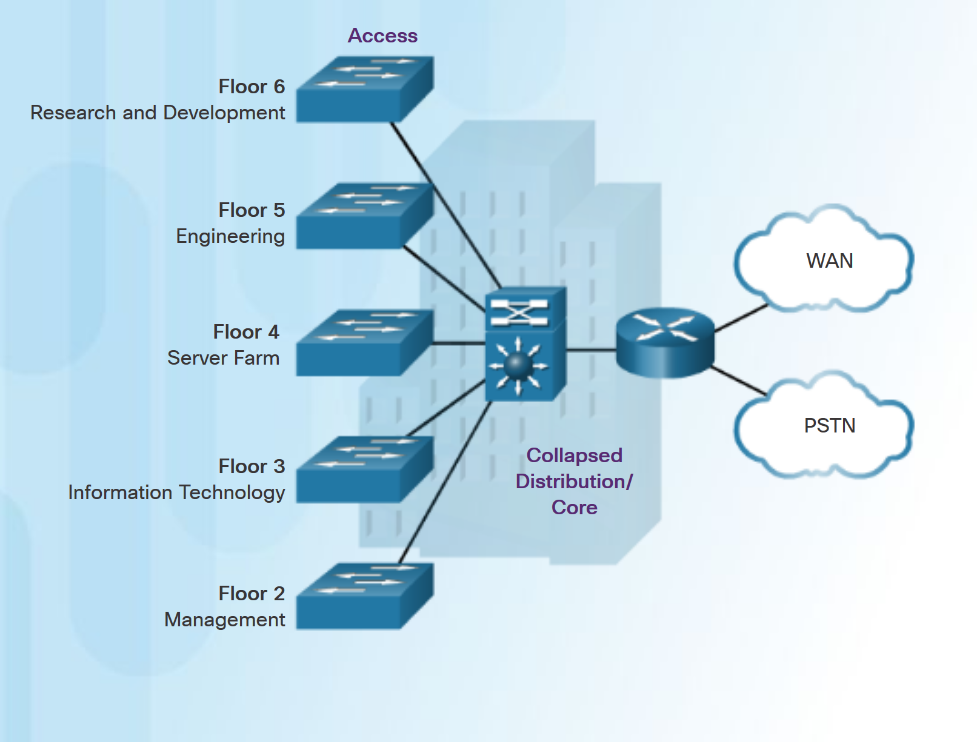 Access
Floor 6
Research and Development
Floor 5
Engineering
Floor 4
Server Farm
Floor 3
Information Technology
Floor 2
Management
Collapsed
Distribution/
Core
WAN
PSTN